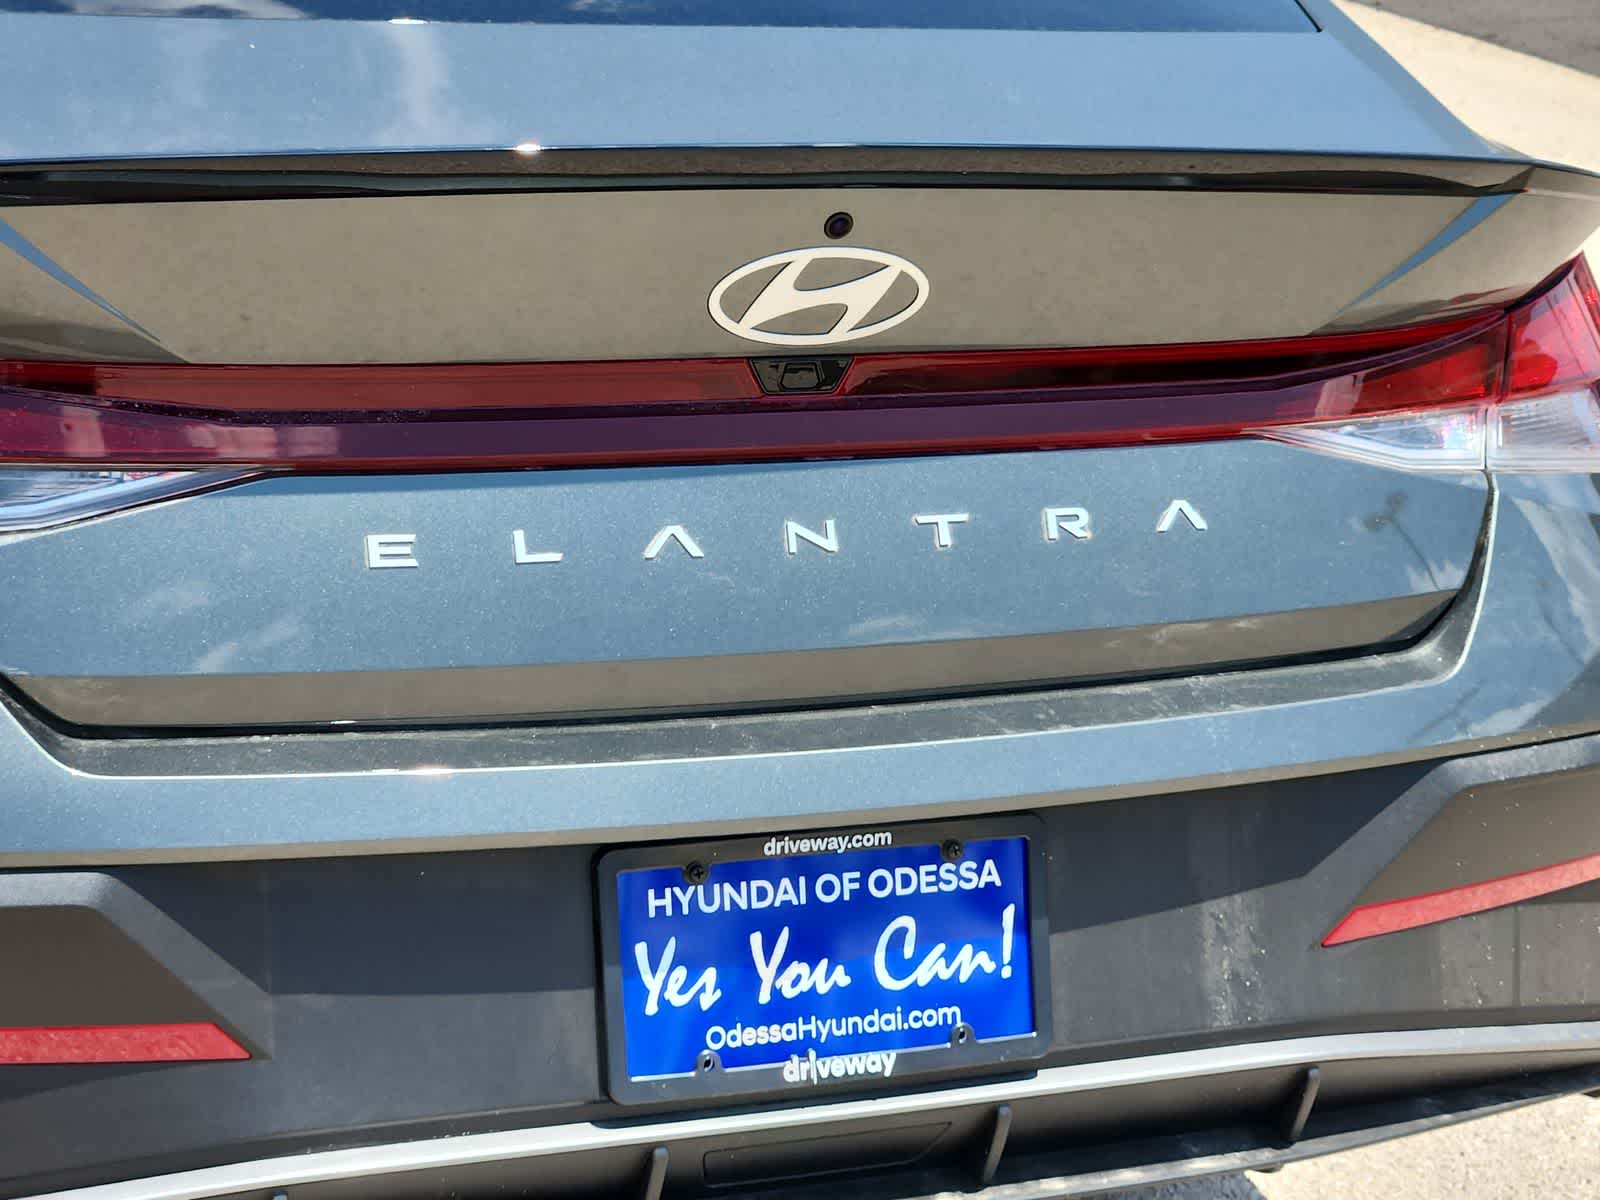 ELANTRA
driveway.com
HYUNDAI OF ODESSA
Yes You Can!
OdessaHyundai.com
driveway